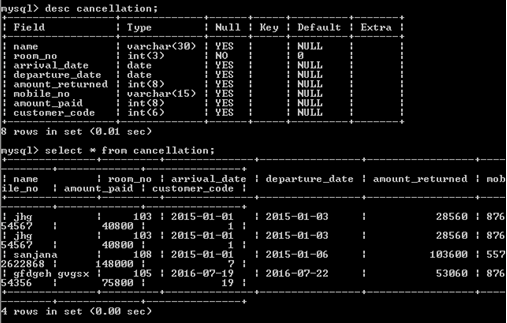 mysql> desc cancellation;
+----------------+-------------+------+-----+---------+-------+
| Field | Type | Null | Key | Default | Extra |
+----------------+-------------+------+-----+---------+-------+
| name | varchar(30) | YES | | NULL | |
| room_no | int(3) | NO | | 0 | |
| arrival_date | date | YES | | NULL | |
| departure_date | date | YES | | NULL | |
| amount_returned | int(8) | YES | | NULL | |
| mobile_no | varchar(15) | YES | | NULL | |
| amount_paid | int(8) | YES | | NULL | |
| customer_code | int(6) | YES | | NULL | |
+----------------+-------------+------+-----+---------+-------+
8 rows in set (0.01 sec)
mysql> select * from cancellation;
| name | room_no | arrival_date | departure_date | amount_returned | mob
ile_no | amount_paid | customer_code |
| jhg | 103 | 2015-01-01 | 2015-01-03 | 28560 | 876
54567 | 40800 | 1 |
| jhg | 103 | 2015-01-01 | 2015-01-03 | 28560 | 876
54567 | 40800 | 1 |
| sanjana | 108 | 2015-01-01 | 2015-01-06 | 103600 | 557
2622868 | 148000 | 7 |
| gfdgeh gvgsx | 105 | 2016-07-19 | 2016-07-22 | 53060 | 876
54356 | 75800 | 19 |
4 rows in set (0.00 sec)